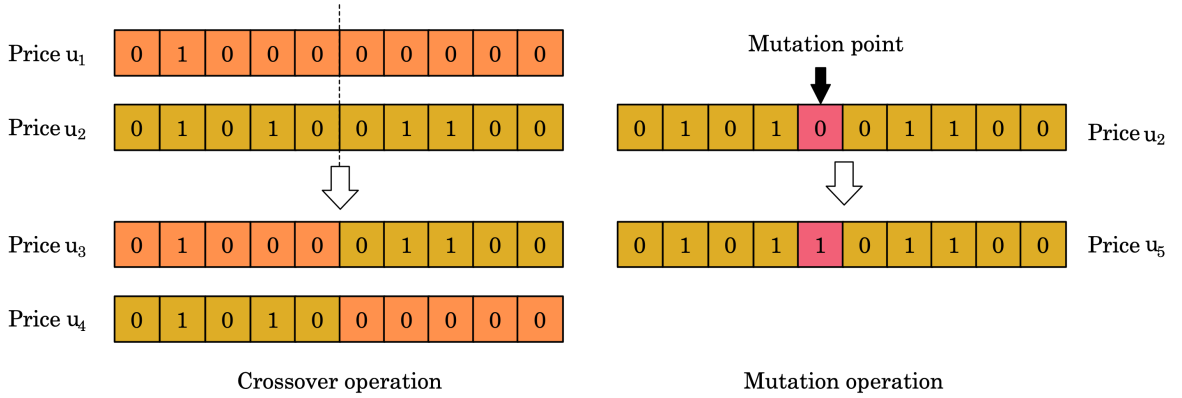 Price u₁ 0 1 0 0 0 0 0 0 0 0
Price u₂ 0 1 0 1 0 0 1 1 0 0
Price u₃ 0 1 0 0 0 0 1 1 0 0
Price u₄ 0 1 0 1 0 0 0 0 0 0
Crossover operation
Mutation point
0 1 0 1 0 0 1 1 0 0 Price u₂
0 1 0 1 1 0 1 1 0 0 Price u₅
Mutation operation